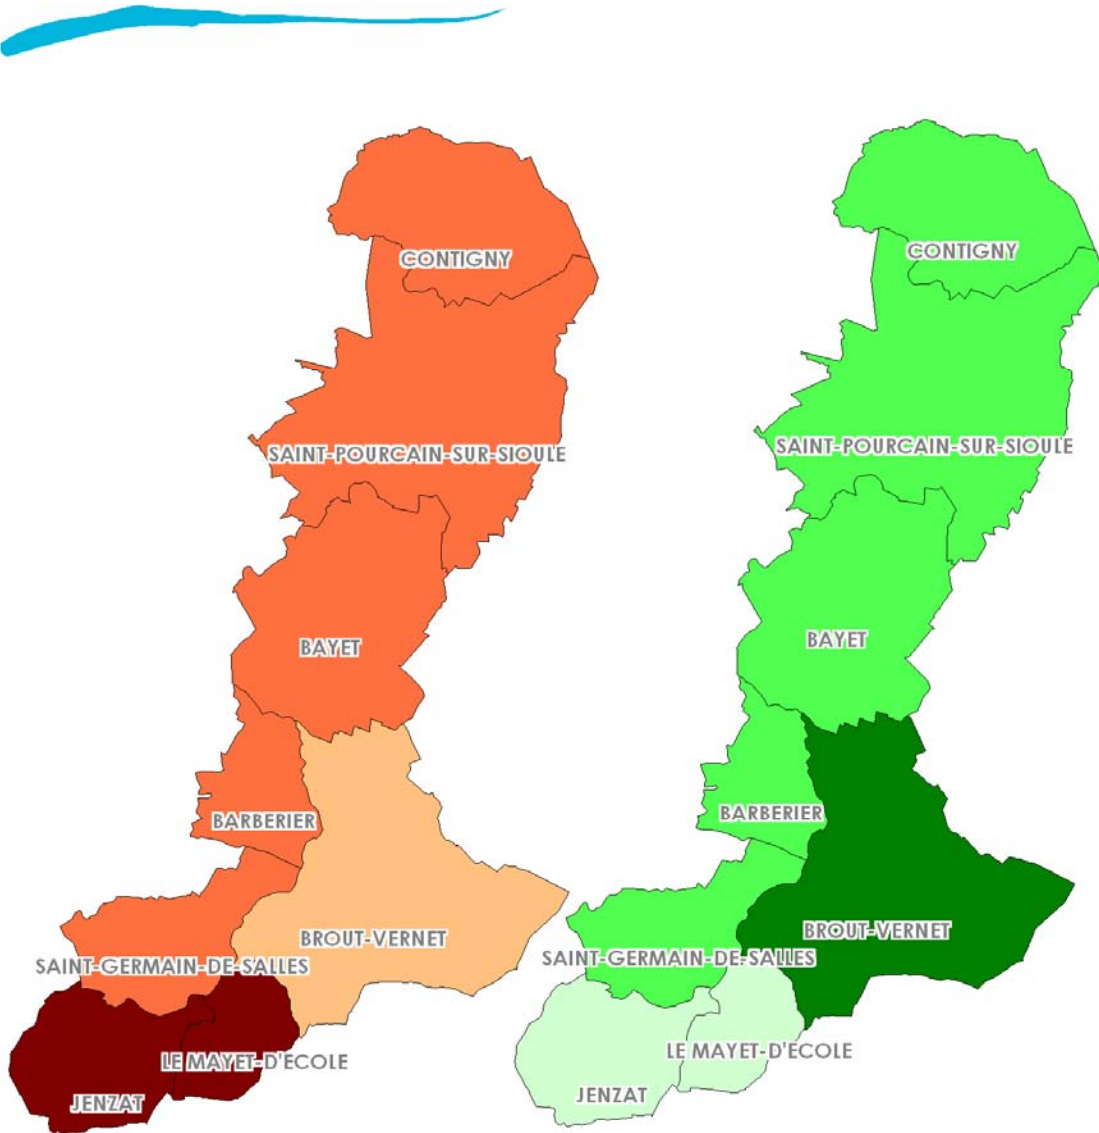 CONTIGNY
SAINT-POURCAIN-SUR-SIOULE
BAYET
BARBERIER
BROUT-VERNET
SAINT-GERMAIN-DE-SALLES
LE MAYET-D'ECOLE
JENZAT
CONTIGNY
SAINT-POURCAIN-SUR-SIOULE
BAYET
BARBERIER
BROUT-VERNET
SAINT-GERMAIN-DE-SALLES
LE MAYET-D'ECOLE
JENZAT